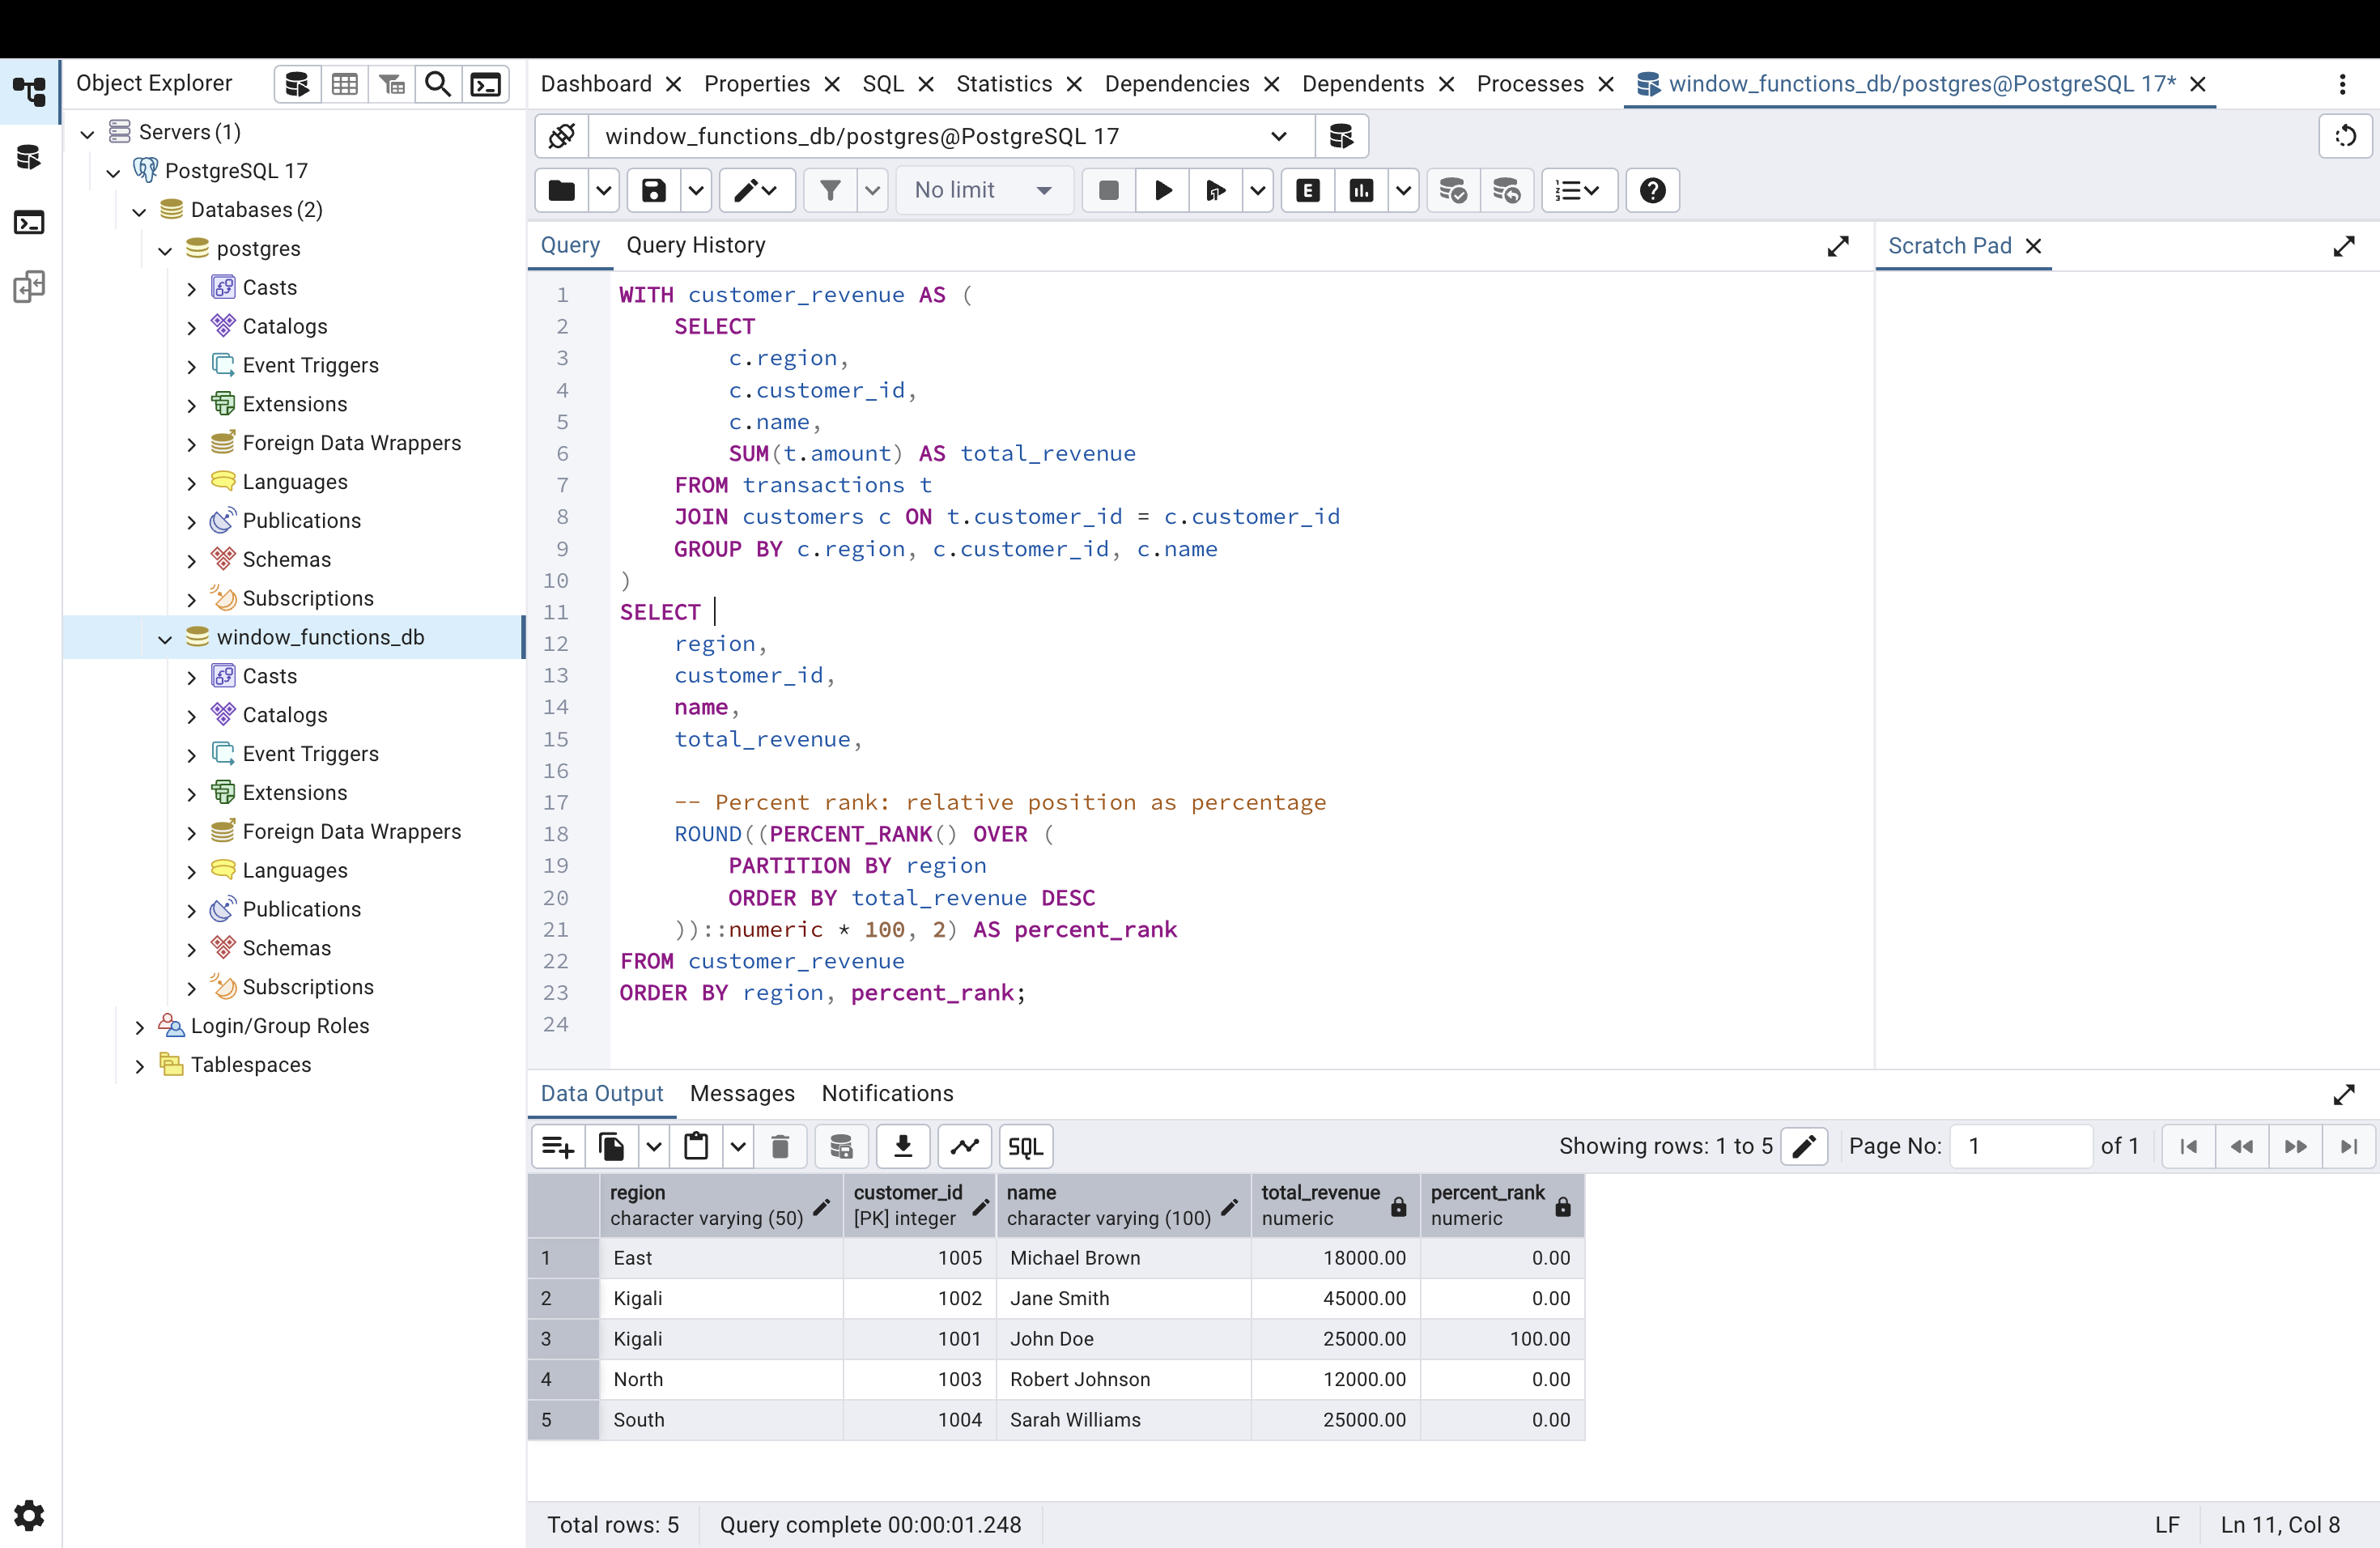 Object Explorer
Dashboard Properties SQL Statistics Dependencies Dependents Processes window_functions_db/postgres@PostgreSQL 17*
Servers (1)
PostgreSQL 17
Databases (2)
postgres
Casts
Catalogs
Event Triggers
Extensions
Foreign Data Wrappers
Languages
Publications
Schemas
Subscriptions
window_functions_db
Casts
Catalogs
Event Triggers
Extensions
Foreign Data Wrappers
Languages
Publications
Schemas
Subscriptions
Login/Group Roles
Tablespaces
window_functions_db/postgres@PostgreSQL 17
No limit
E
Query Query History
Scratch Pad
1 WITH customer_revenue AS (
2     SELECT
3         c.region,
4         c.customer_id,
5         c.name,
6         SUM(t.amount) AS total_revenue
7     FROM transactions t
8     JOIN customers c ON t.customer_id = c.customer_id
9     GROUP BY c.region, c.customer_id, c.name
10 )
11 SELECT
12     region,
13     customer_id,
14     name,
15     total_revenue,
16
17     -- Percent rank: relative position as percentage
18     ROUND((PERCENT_RANK() OVER (
19         PARTITION BY region
20         ORDER BY total_revenue DESC
21     ))::numeric * 100, 2) AS percent_rank
22 FROM customer_revenue
23 ORDER BY region, percent_rank;
24
Data Output Messages Notifications
SQL
Showing rows: 1 to 5 Page No: 1 of 1
region customer_id name total_revenue percent_rank
character varying (50) [PK] integer character varying (100) numeric numeric
1 East 1005 Michael Brown 18000.00 0.00
2 Kigali 1002 Jane Smith 45000.00 0.00
3 Kigali 1001 John Doe 25000.00 100.00
4 North 1003 Robert Johnson 12000.00 0.00
5 South 1004 Sarah Williams 25000.00 0.00
Total rows: 5 Query complete 00:00:01.248 LF Ln 11, Col 8